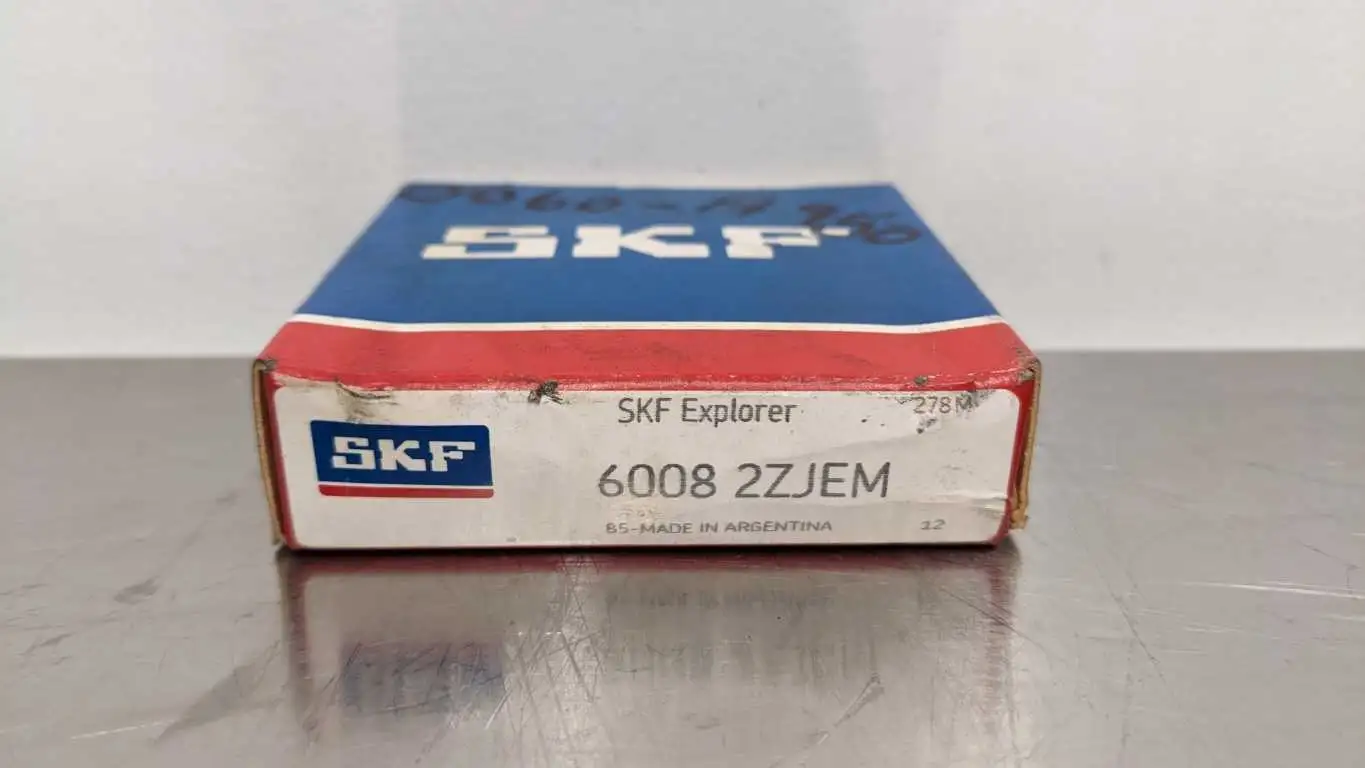 SKF
SKF Explorer
278M
SKF
6008 2ZJEM
B5-MADE IN ARGENTINA
12